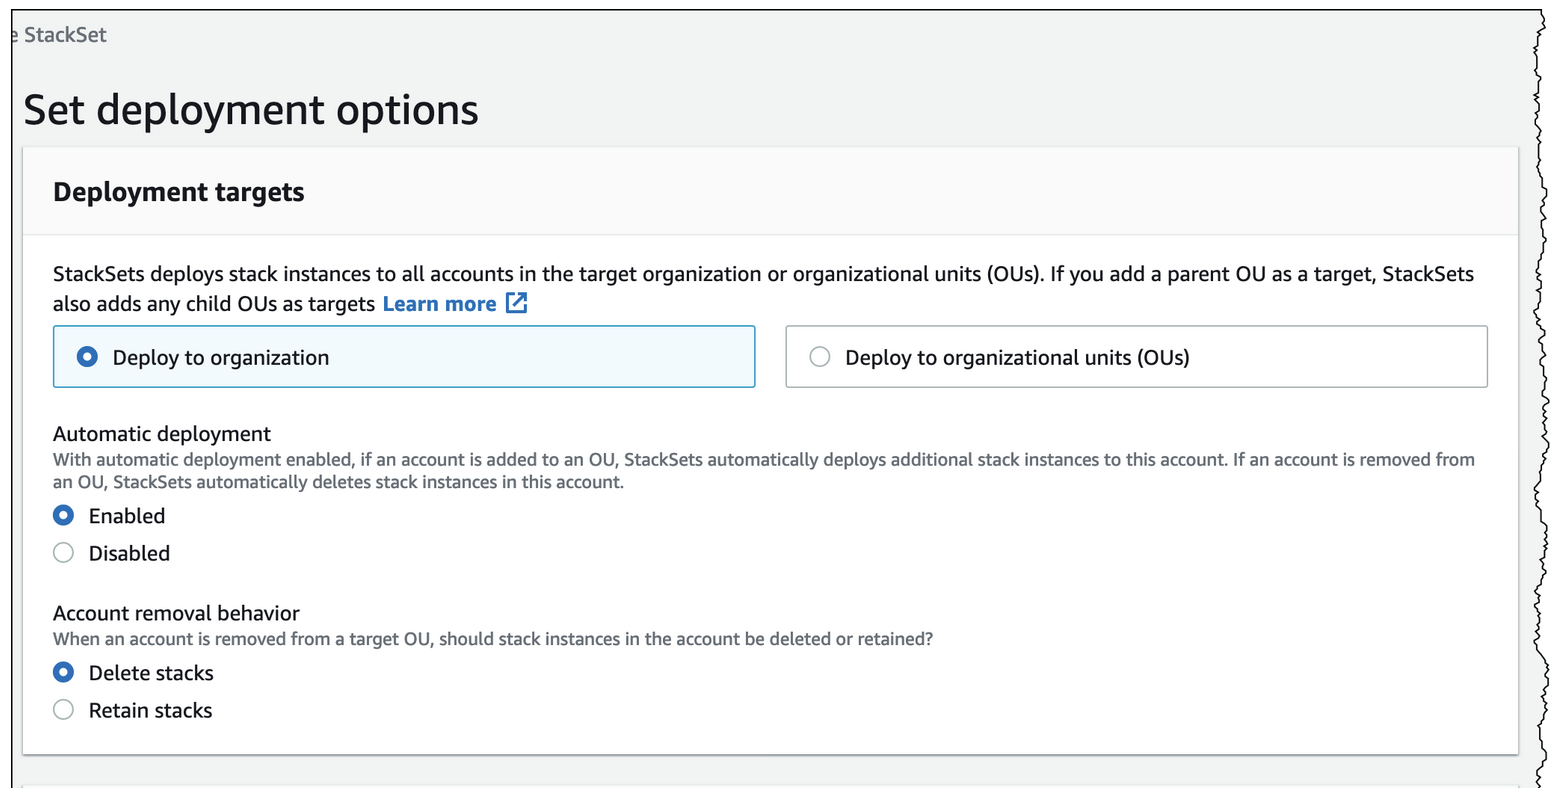 e StackSet
Set deployment options
Deployment targets
StackSets deploys stack instances to all accounts in the target organization or organizational units (OUs). If you add a parent OU as a target, StackSets
also adds any child OUs as targets Learn more
Deploy to organization
Deploy to organizational units (OUs)
Automatic deployment
With automatic deployment enabled, if an account is added to an OU, StackSets automatically deploys additional stack instances to this account. If an account is removed from
an OU, StackSets automatically deletes stack instances in this account.
Enabled
Disabled
Account removal behavior
When an account is removed from a target OU, should stack instances in the account be deleted or retained?
Delete stacks
Retain stacks